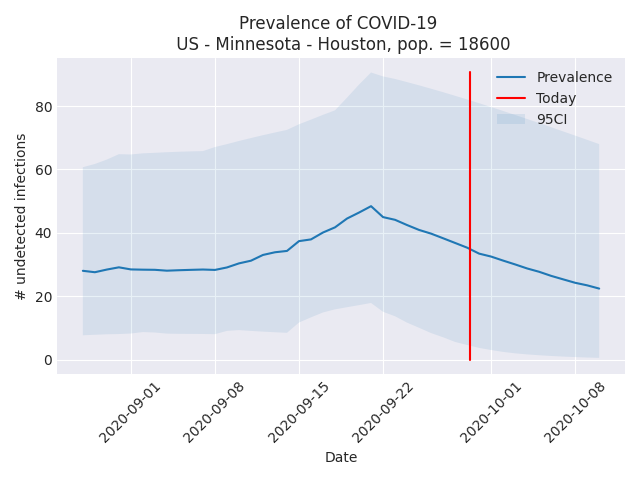 Prevalence of COVID-19
US - Minnesota - Houston, pop. = 18600
Prevalence
Today
95CI
# undetected infections
80
60
40
20
0
2020-09-01
2020-09-08
2020-09-15
2020-09-22
2020-10-01
2020-10-08
Date